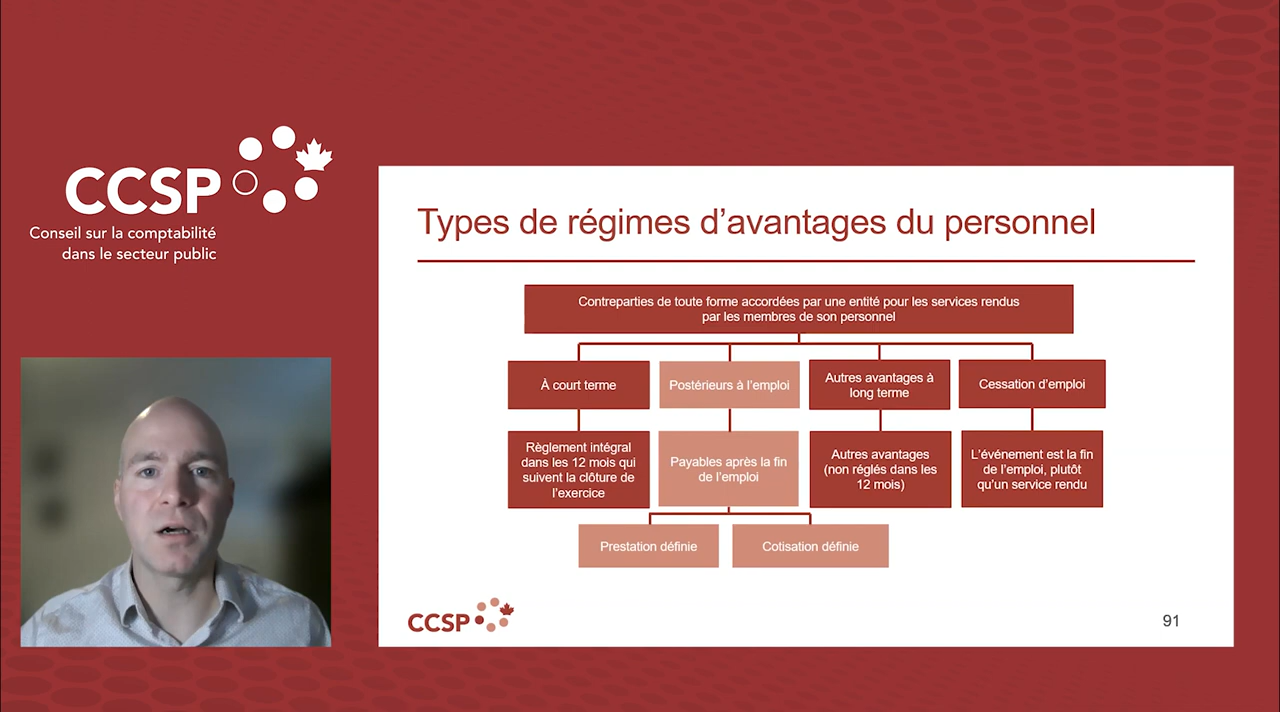 CCSP
Conseil sur la comptabilité
dans le secteur public
Types de régimes d’avantages du personnel
Contreparties de toute forme accordées par une entité pour les services rendus
par les membres de son personnel
À court terme
Postérieurs à l’emploi
Autres avantages à
long terme
Cessation d’emploi
Règlement intégral
dans les 12 mois qui
suivent la clôture de
l’exercice
Payables après la fin
de l’emploi
Autres avantages
(non réglés dans les
12 mois)
L’événement est la fin
de l’emploi, plutôt
qu’un service rendu
Prestation définie
Cotisation définie
CCSP
91